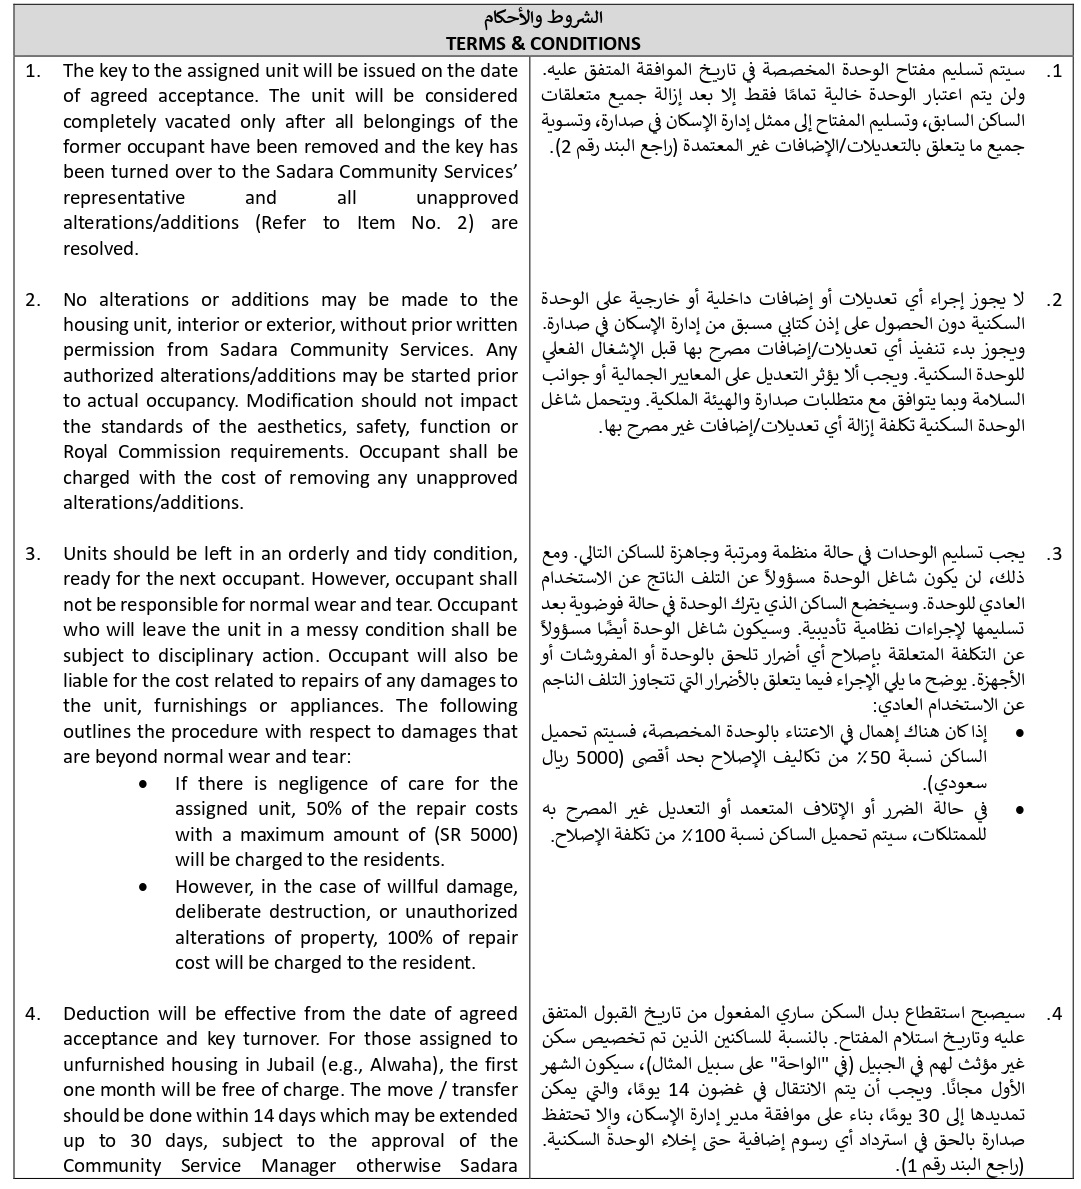 الشروط والأحكام
TERMS & CONDITIONS
1. The key to the assigned unit will be issued on the date
of agreed acceptance. The unit will be considered
completely vacated only after all belongings of the
former occupant have been removed and the key has
been turned over to the Sadara Community Services’
representative and all unapproved
alterations/additions (Refer to Item No. 2) are
resolved.
2. No alterations or additions may be made to the
housing unit, interior or exterior, without prior written
permission from Sadara Community Services. Any
authorized alterations/additions may be started prior
to actual occupancy. Modification should not impact
the standards of the aesthetics, safety, function or
Royal Commission requirements. Occupant shall be
charged with the cost of removing any unapproved
alterations/additions.
3. Units should be left in an orderly and tidy condition,
ready for the next occupant. However, occupant shall
not be responsible for normal wear and tear. Occupant
who will leave the unit in a messy condition shall be
subject to disciplinary action. Occupant will also be
liable for the cost related to repairs of any damages to
the unit, furnishings or appliances. The following
outlines the procedure with respect to damages that
are beyond normal wear and tear:
• If there is negligence of care for the
assigned unit, 50% of the repair costs
with a maximum amount of (SR 5000)
will be charged to the residents.
• However, in the case of willful damage,
deliberate destruction, or unauthorized
alterations of property, 100% of repair
cost will be charged to the resident.
4. Deduction will be effective from the date of agreed
acceptance and key turnover. For those assigned to
unfurnished housing in Jubail (e.g., Alwaha), the first
one month will be free of charge. The move / transfer
should be done within 14 days which may be extended
up to 30 days, subject to the approval of the
Community Service Manager otherwise Sadara
1. سيتم تسليم مفتاح الوحدة المخصصة في تاريخ الموافقة المتفق عليه.
ولن يتم اعتبار الوحدة خالية تمامًا فقط إلا بعد إزالة جميع متعلقات
الساكن السابق، وتسليم المفتاح إلى ممثل إدارة الإسكان في صدارة، وتسوية
جميع ما يتعلق بالتعديلات/الإضافات غير المعتمدة (راجع البند رقم 2).
2. لا يجوز إجراء أي تعديلات أو إضافات داخلية أو خارجية على الوحدة
السكنية دون الحصول على إذن كتابي مسبق من إدارة الإسكان في صدارة.
ويجوز بدء تنفيذ أي تعديلات/إضافات مصرح بها قبل الإشغال الفعلي
للوحدة السكنية. ويجب ألا يؤثر التعديل على المعايير الجمالية أو جوانب
السلامة وبما يتوافق مع متطلبات صدارة والهيئة الملكية. ويتحمل شاغل
الوحدة السكنية تكلفة إزالة أي تعديلات/إضافات غير مصرح بها.
3. يجب تسليم الوحدات في حالة منظمة ومرتبة وجاهزة للساكن التالي. ومع
ذلك، لن يكون شاغل الوحدة مسؤولاً عن التلف الناتج عن الاستخدام
العادي للوحدة. وسيخضع الساكن الذي يترك الوحدة في حالة فوضوية بعد
تسليمها لإجراءات نظامية تأديبية. وسيكون شاغل الوحدة أيضًا مسؤولاً
عن التكلفة المتعلقة بإصلاح أي أضرار تلحق بالوحدة أو المفروشات أو
الأجهزة. يوضح ما يلي الإجراء فيما يتعلق بالأضرار التي تتجاوز التلف الناجم
عن الاستخدام العادي:
• إذا كان هناك إهمال في الاعتناء بالوحدة المخصصة، فسيتم تحميل
الساكن نسبة 50٪ من تكاليف الإصلاح بحد أقصى (5000 ريال
سعودي).
• في حالة الضرر أو الإتلاف المتعمد أو التعديل غير المصرح به
للممتلكات، سيتم تحميل الساكن نسبة 100٪ من تكلفة الإصلاح.
4. سيصبح استقطاع بدل السكن ساري المفعول من تاريخ القبول المتفق
عليه وتاريخ استلام المفتاح. بالنسبة للساكنين الذين تم تخصيص سكن
غير مؤثث لهم في الجبيل (في "الواحة" على سبيل المثال)، سيكون الشهر
الأول مجانًا. ويجب أن يتم الانتقال في غضون 14 يومًا، والتي يمكن
تمديدها إلى 30 يومًا، بناء على موافقة مدير إدارة الإسكان، وإلا تحتفظ
صدارة بالحق في استرداد أي رسوم إضافية حتى إخلاء الوحدة السكنية.
(راجع البند رقم 1).